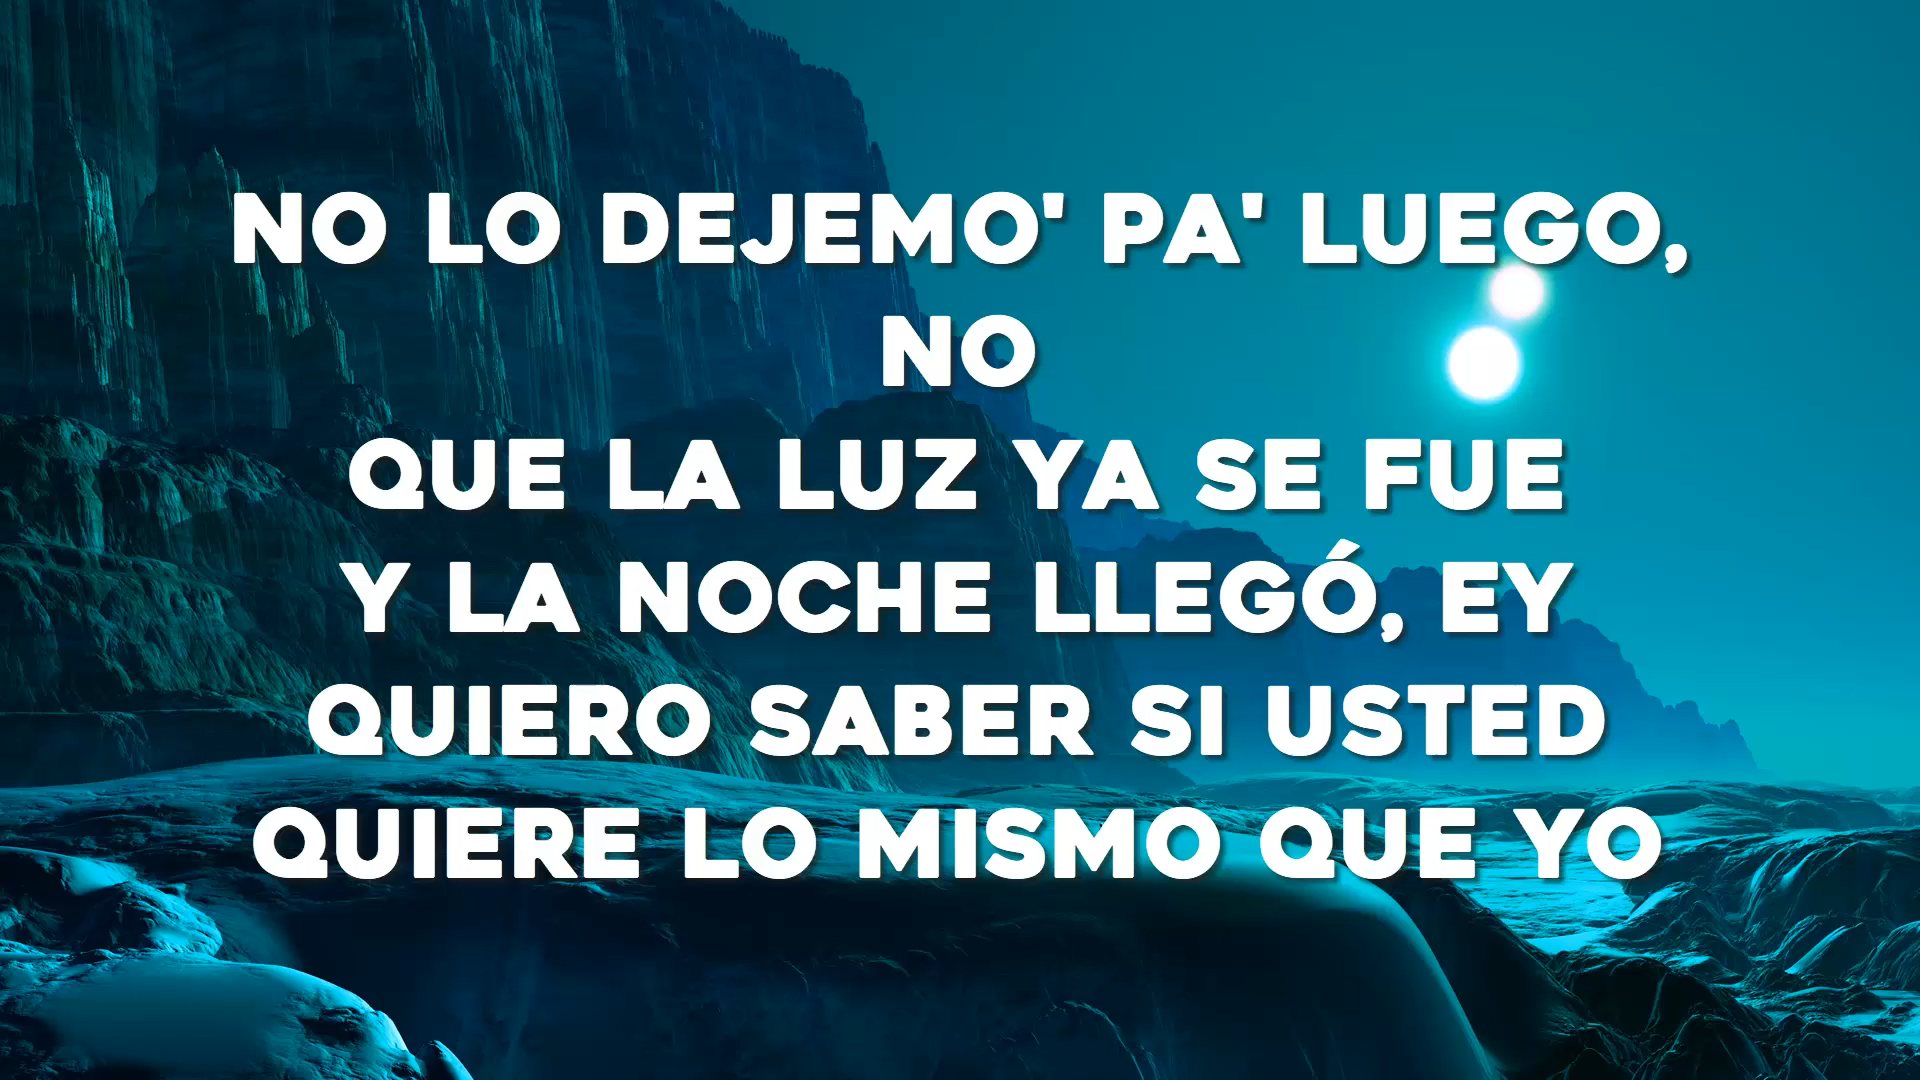 NO LO DEJEMO' PA' LUEGO,
NO
QUE LA LUZ YA SE FUE
Y LA NOCHE LLEGÓ, EY
QUIERO SABER SI USTED
QUIERE LO MISMO QUE YO